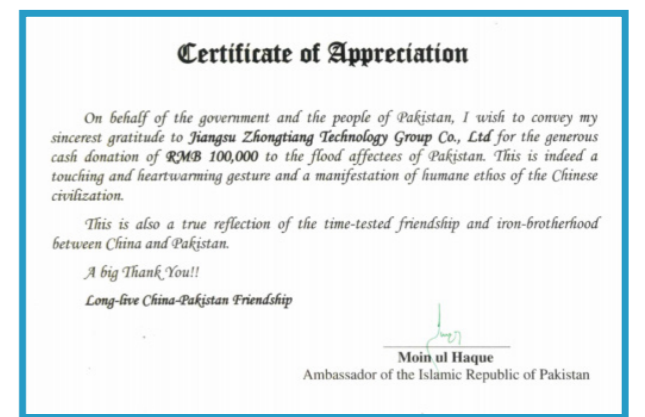 Certificate of Appreciation
On behalf of the government and the people of Pakistan, I wish to convey my
sincerest gratitude to Jiangsu Zhongtiang Technology Group Co., Ltd for the generous
cash donation of RMB 100,000 to the flood affectees of Pakistan. This is indeed a
touching and heartwarming gesture and a manifestation of humane ethos of the Chinese
civilization.
This is also a true reflection of the time-tested friendship and iron-brotherhood
between China and Pakistan.
A big Thank You!!
Long-live China-Pakistan Friendship
Moin ul Haque
Ambassador of the Islamic Republic of Pakistan